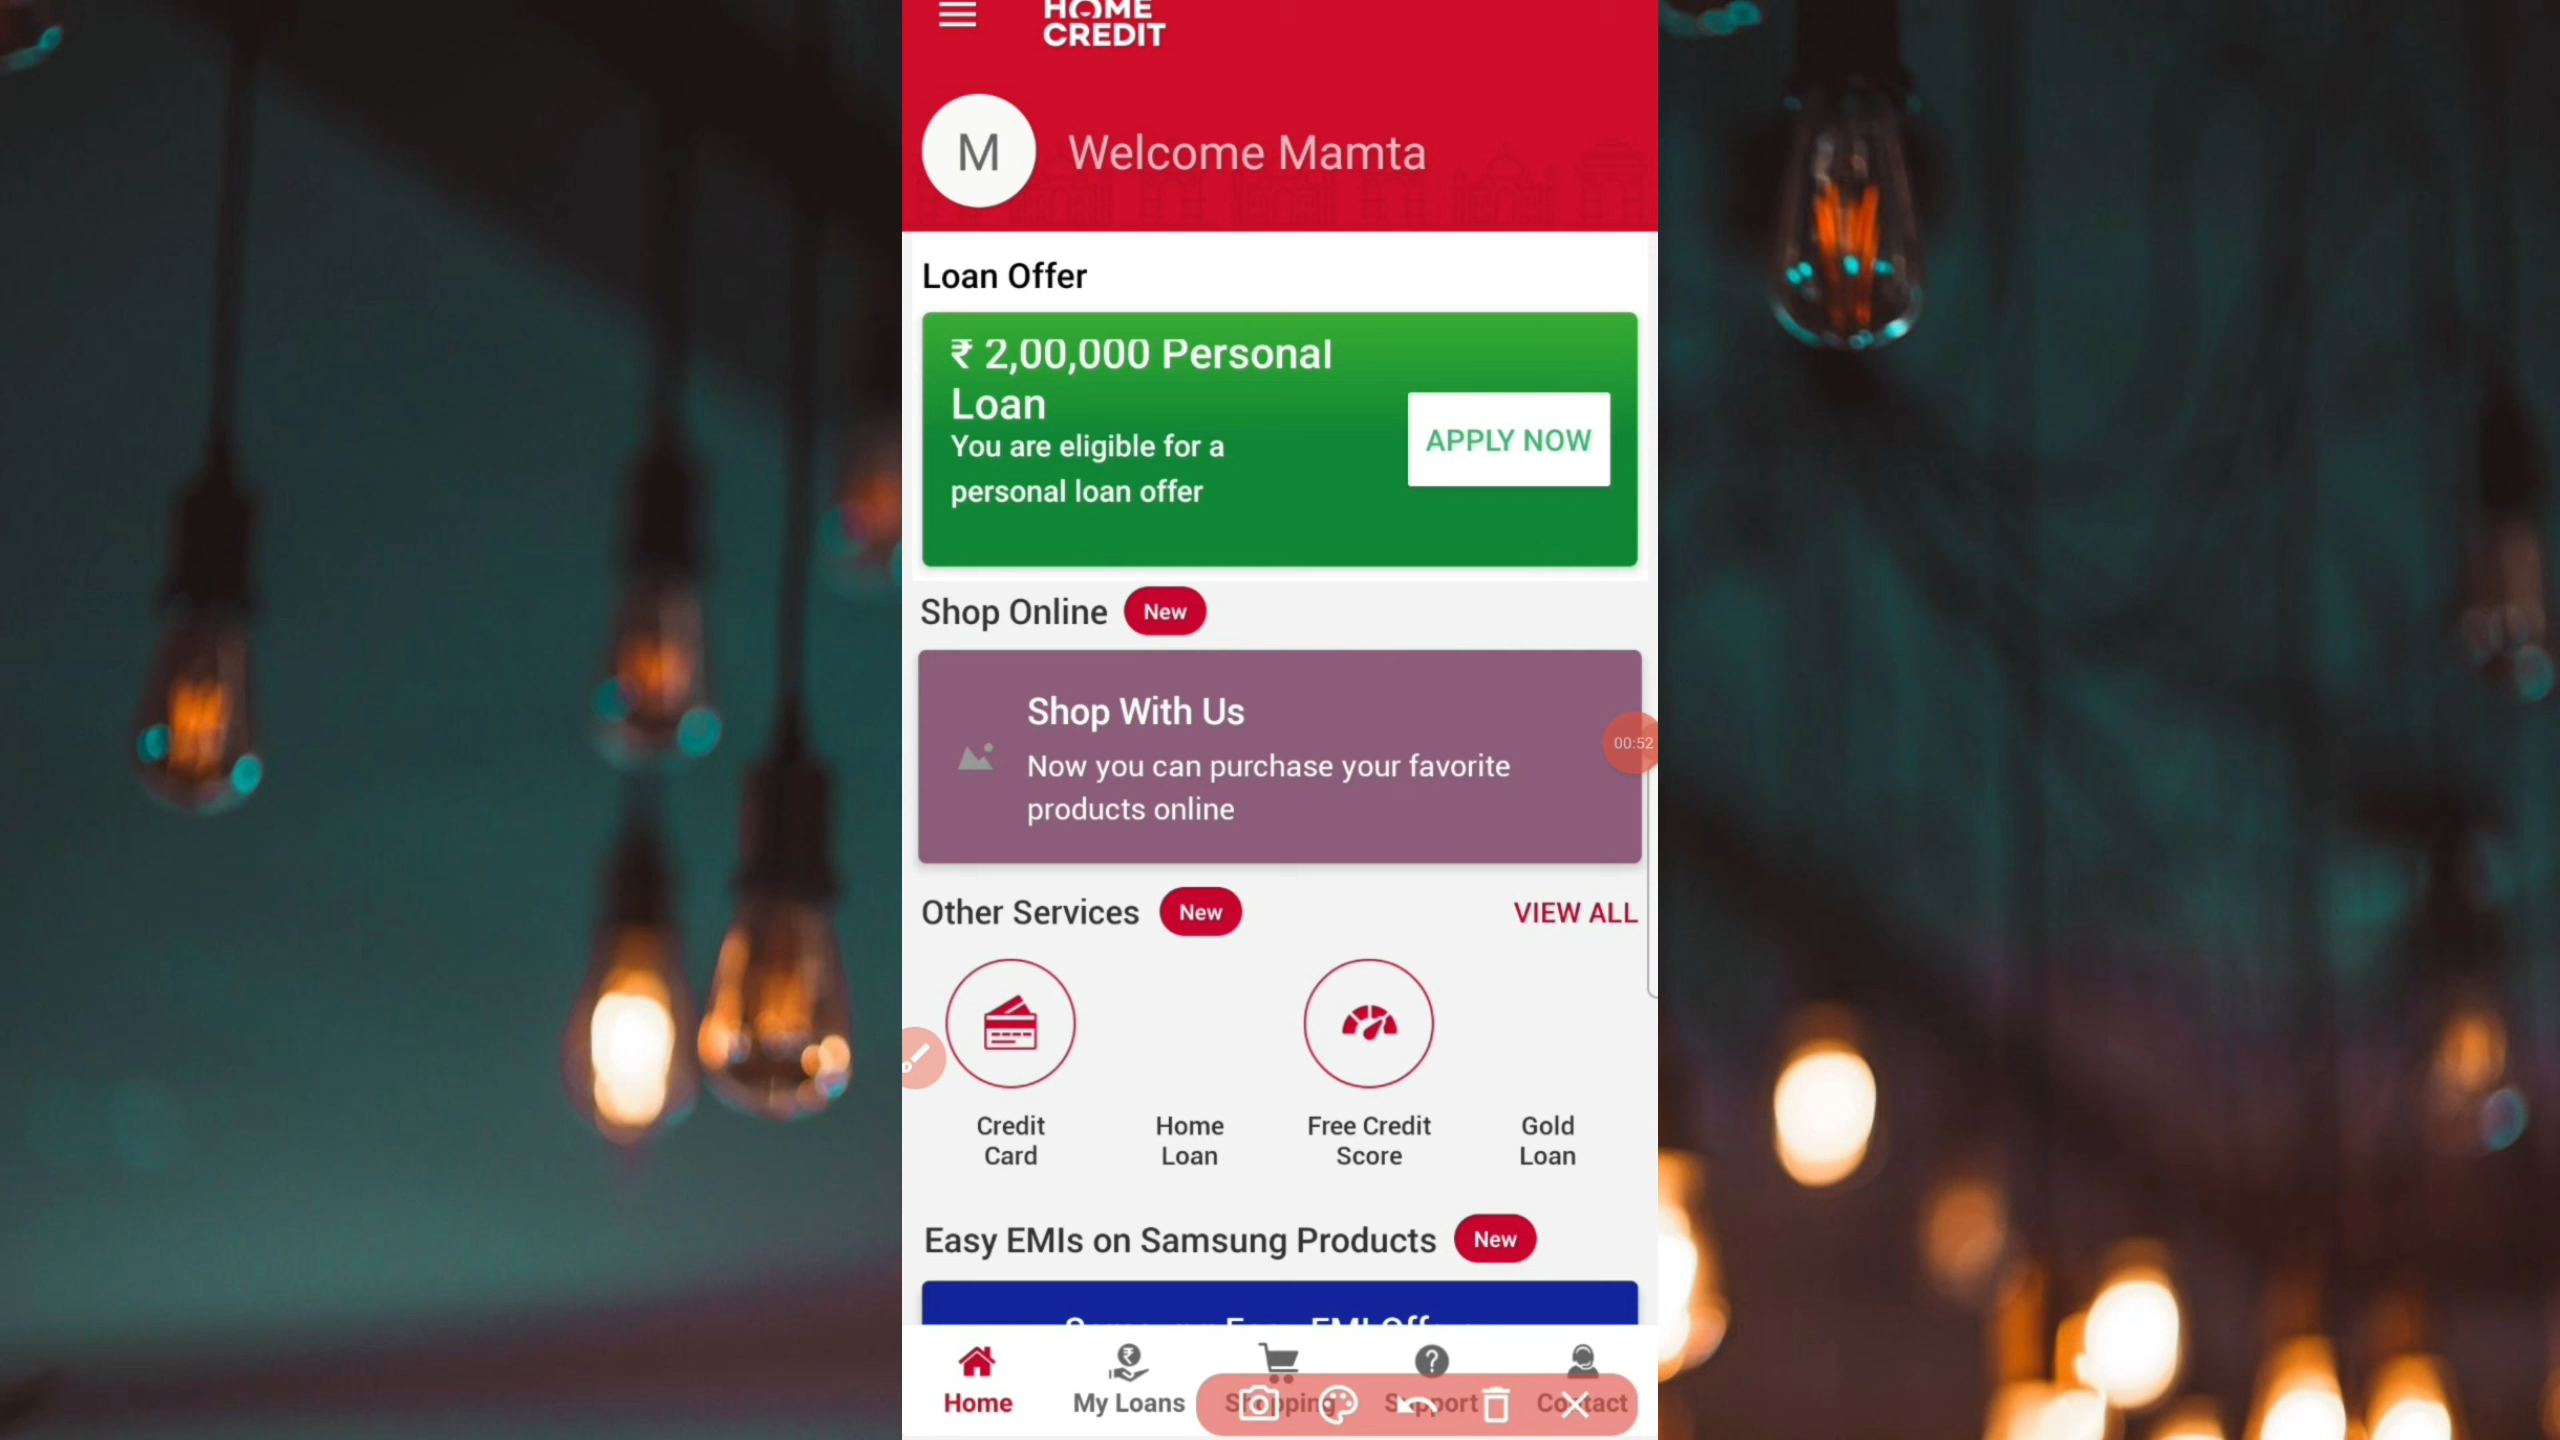 HOME
CREDIT
M
Welcome Mamta
Loan Offer
₹ 2,00,000 Personal
Loan
You are eligible for a
personal loan offer
APPLY NOW
Shop Online
New
Shop With Us
Now you can purchase your favorite
products online
00:52
Other Services
New
VIEW ALL
Credit
Card
Home
Loan
Free Credit
Score
Gold
Loan
Easy EMIs on Samsung Products
New
Home
My Loans
Shopping
Support
Contact